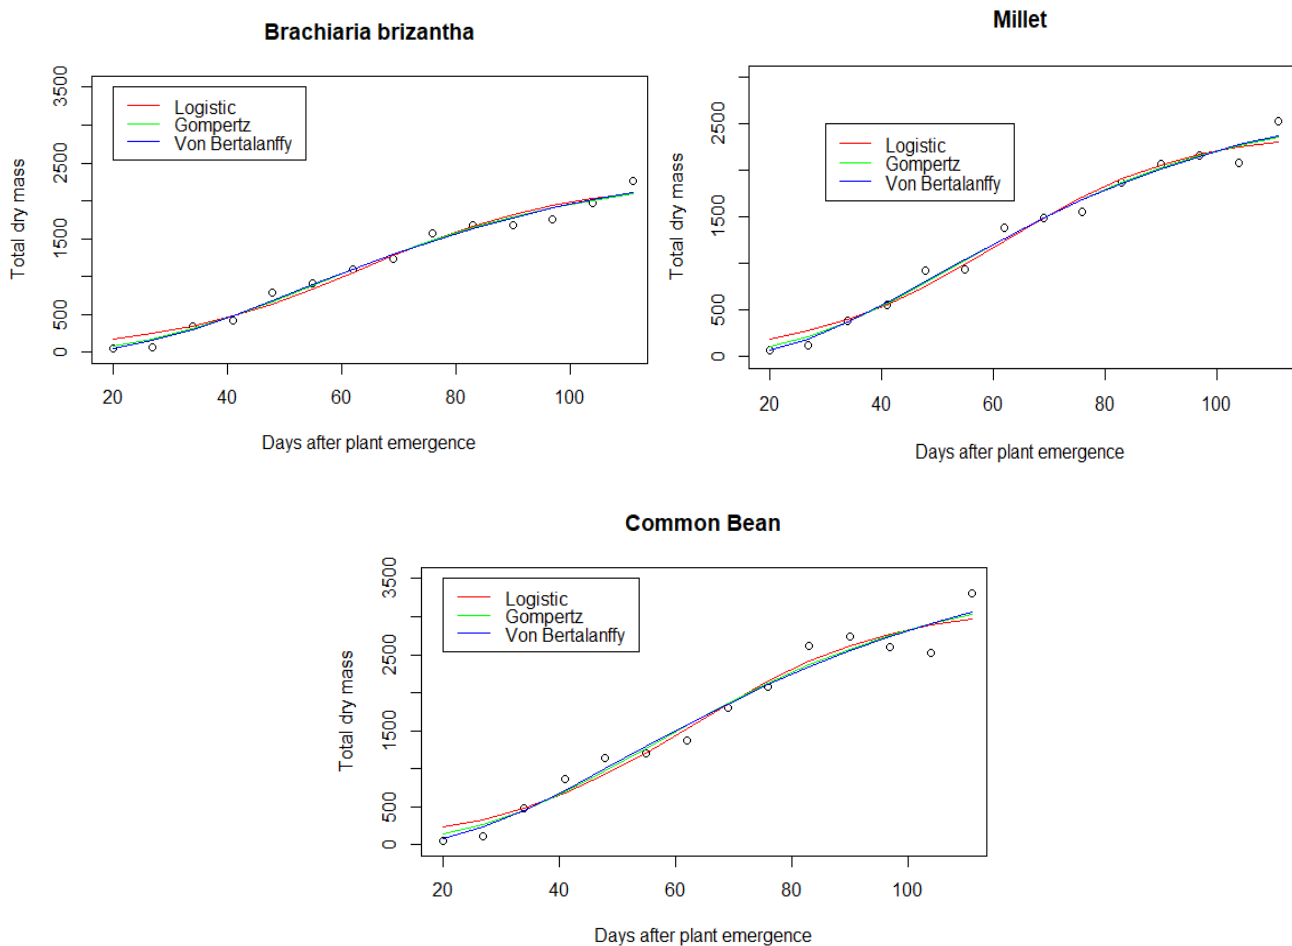 Brachiaria brizantha
3500
2500
1500
500
0
Total dry mass
Logistic
Gompertz
Von Bertalanffy
20 40 60 80 100
Days after plant emergence
Millet
2500
1500
500
0
Total dry mass
Logistic
Gompertz
Von Bertalanffy
20 40 60 80 100
Days after plant emergence
Common Bean
3500
2500
1500
500
0
Total dry mass
Logistic
Gompertz
Von Bertalanffy
20 40 60 80 100
Days after plant emergence